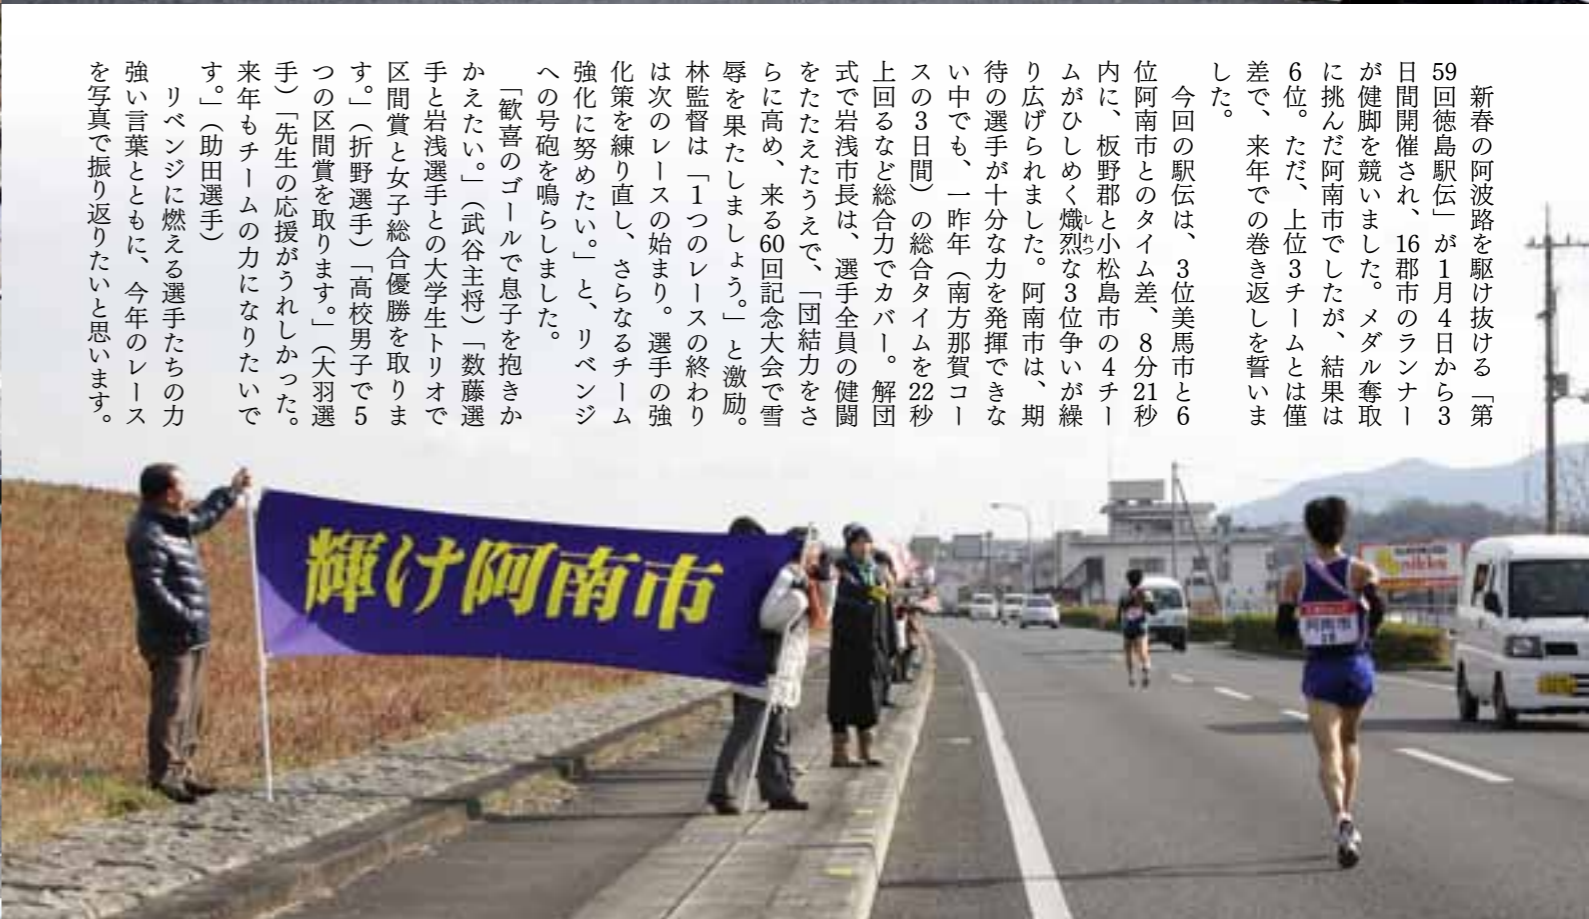 新春の阿波路を駆け抜ける「第
59回徳島駅伝」が1月4日から3
日間開催され、16郡市のランナー
が健脚を競いました。メダル奪取
に挑んだ阿南市でしたが、結果は
6位。ただ、上位3チームとは僅
差で、来年での巻き返しを誓いま
した。
今回の駅伝は、3位美馬市と6
位阿南市とのタイム差、8分21秒
内に、板野郡と小松島市の4チー
ムがひしめく熾烈しれつな3位争いが繰
り広げられました。阿南市は、期
待の選手が十分な力を発揮できな
い中でも、一昨年（南方那賀コー
スの3日間）の総合タイムを22秒
上回るなど総合力でカバー。解団
式で岩浅市長は、選手全員の健闘
をたたえたうえで、「団結力をさ
らに高め、来る60回記念大会で雪
辱を果たしましょう。」と激励。
林監督は「1つのレースの終わり
は次のレースの始まり。選手の強
化策を練り直し、さらなるチーム
強化に努めたい。」と、リベンジ
への号砲を鳴らしました。
「歓喜のゴールで息子を抱きか
かえたい。」（武谷主将）「数藤選
手と岩浅選手との大学生トリオで
区間賞と女子総合優勝を取りま
す。」（折野選手）「高校男子で5
つの区間賞を取ります。」（大羽選
手）「先生の応援がうれしかった。
来年もチームの力になりたいで
す。」（助田選手）
リベンジに燃える選手たちの力
強い言葉とともに、今年のレース
を写真で振り返りたいと思います。
輝け阿南市
阿南市